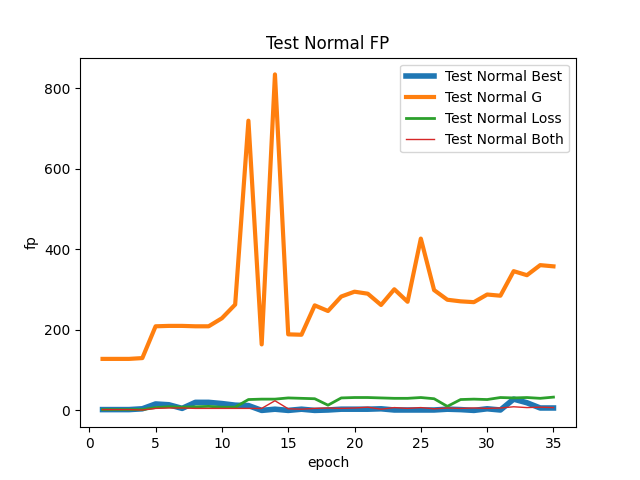 Test Normal FP
Test Normal Best
Test Normal G
Test Normal Loss
Test Normal Both
fp
800
600
400
200
0
0 5 10 15 20 25 30 35
epoch